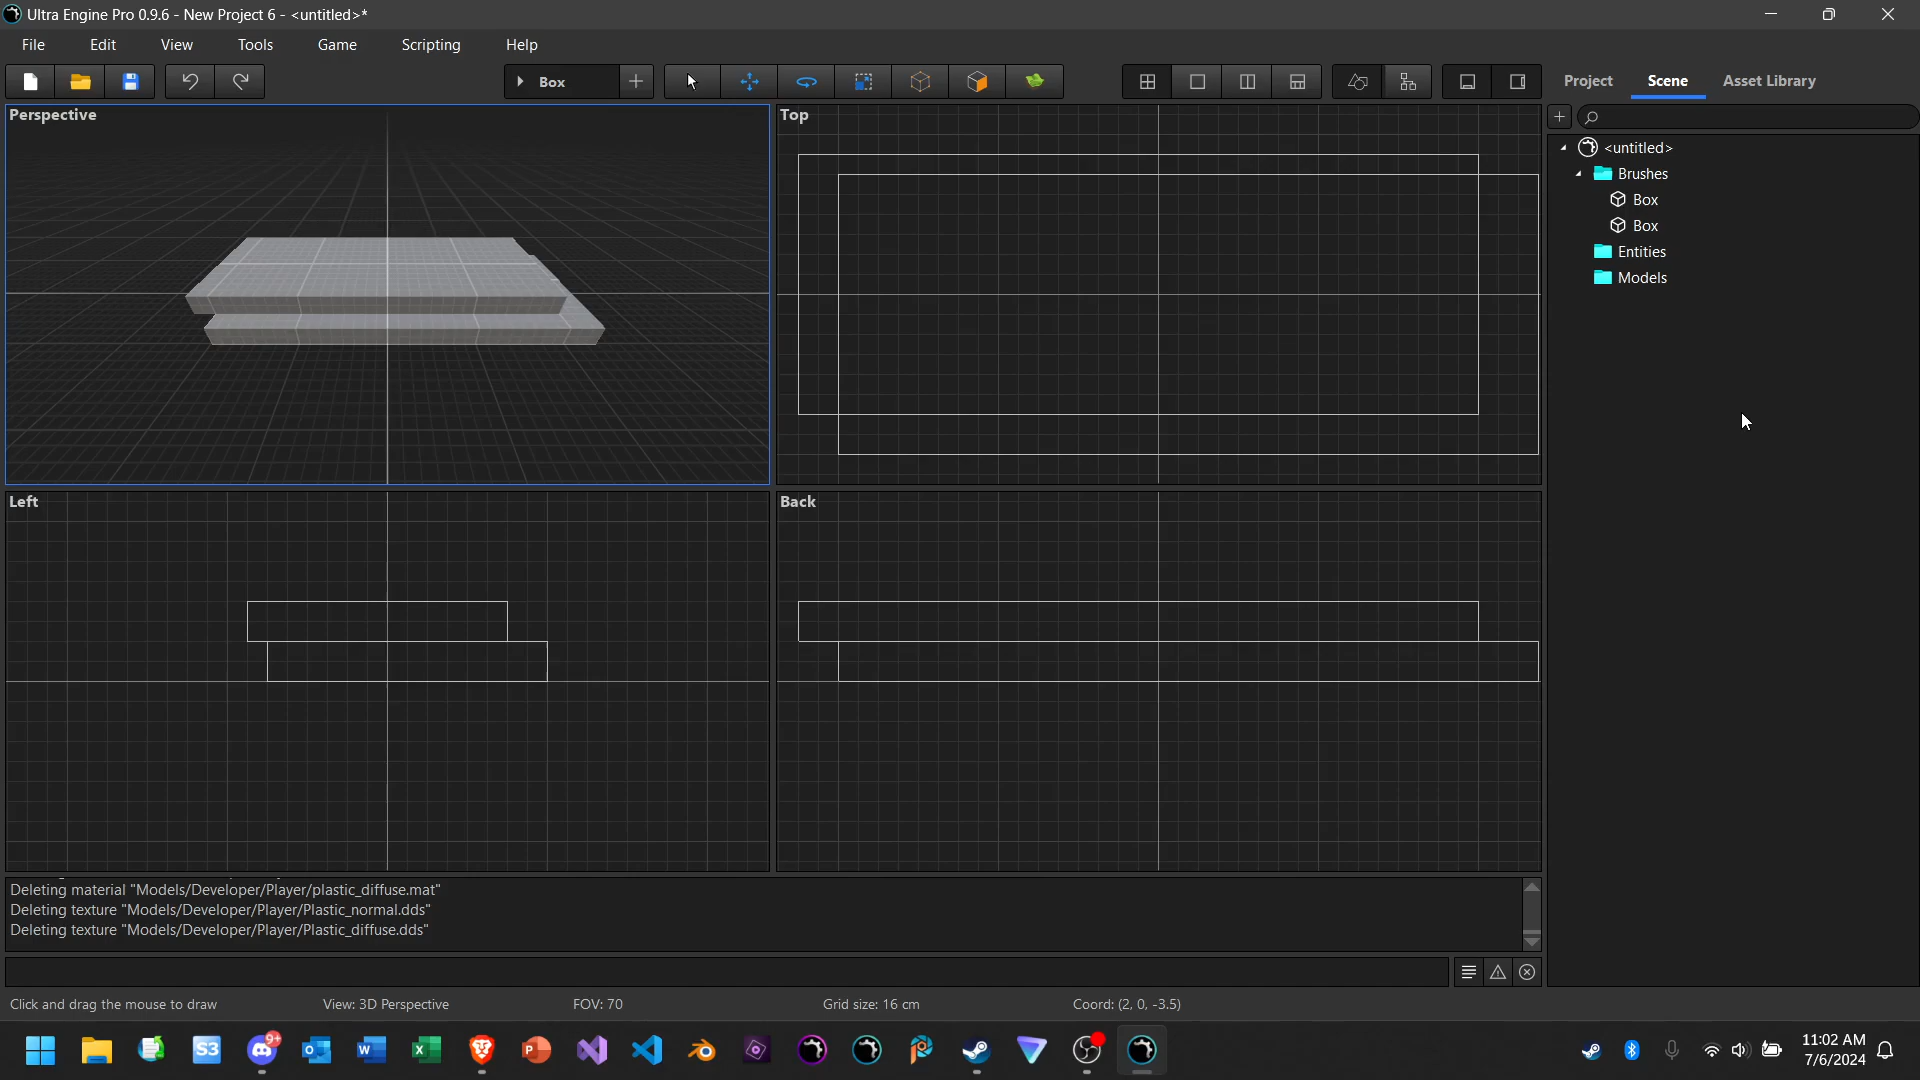 Ultra Engine Pro 0.9.6 - New Project 6 - <untitled>*
File Edit View Tools Game Scripting Help
Box
Project Scene Asset Library
Perspective
Top
<untitled>
Brushes
Box
Box
Entities
Models
Left
Back
Deleting material "Models/Developer/Player/plastic_diffuse.mat"
Deleting texture "Models/Developer/Player/Plastic_normal.dds"
Deleting texture "Models/Developer/Player/Plastic_diffuse.dds"
Click and drag the mouse to draw View: 3D Perspective FOV: 70 Grid size: 16 cm Coord: (2, 0, -3.5)
S3
9+
11:02 AM
7/6/2024